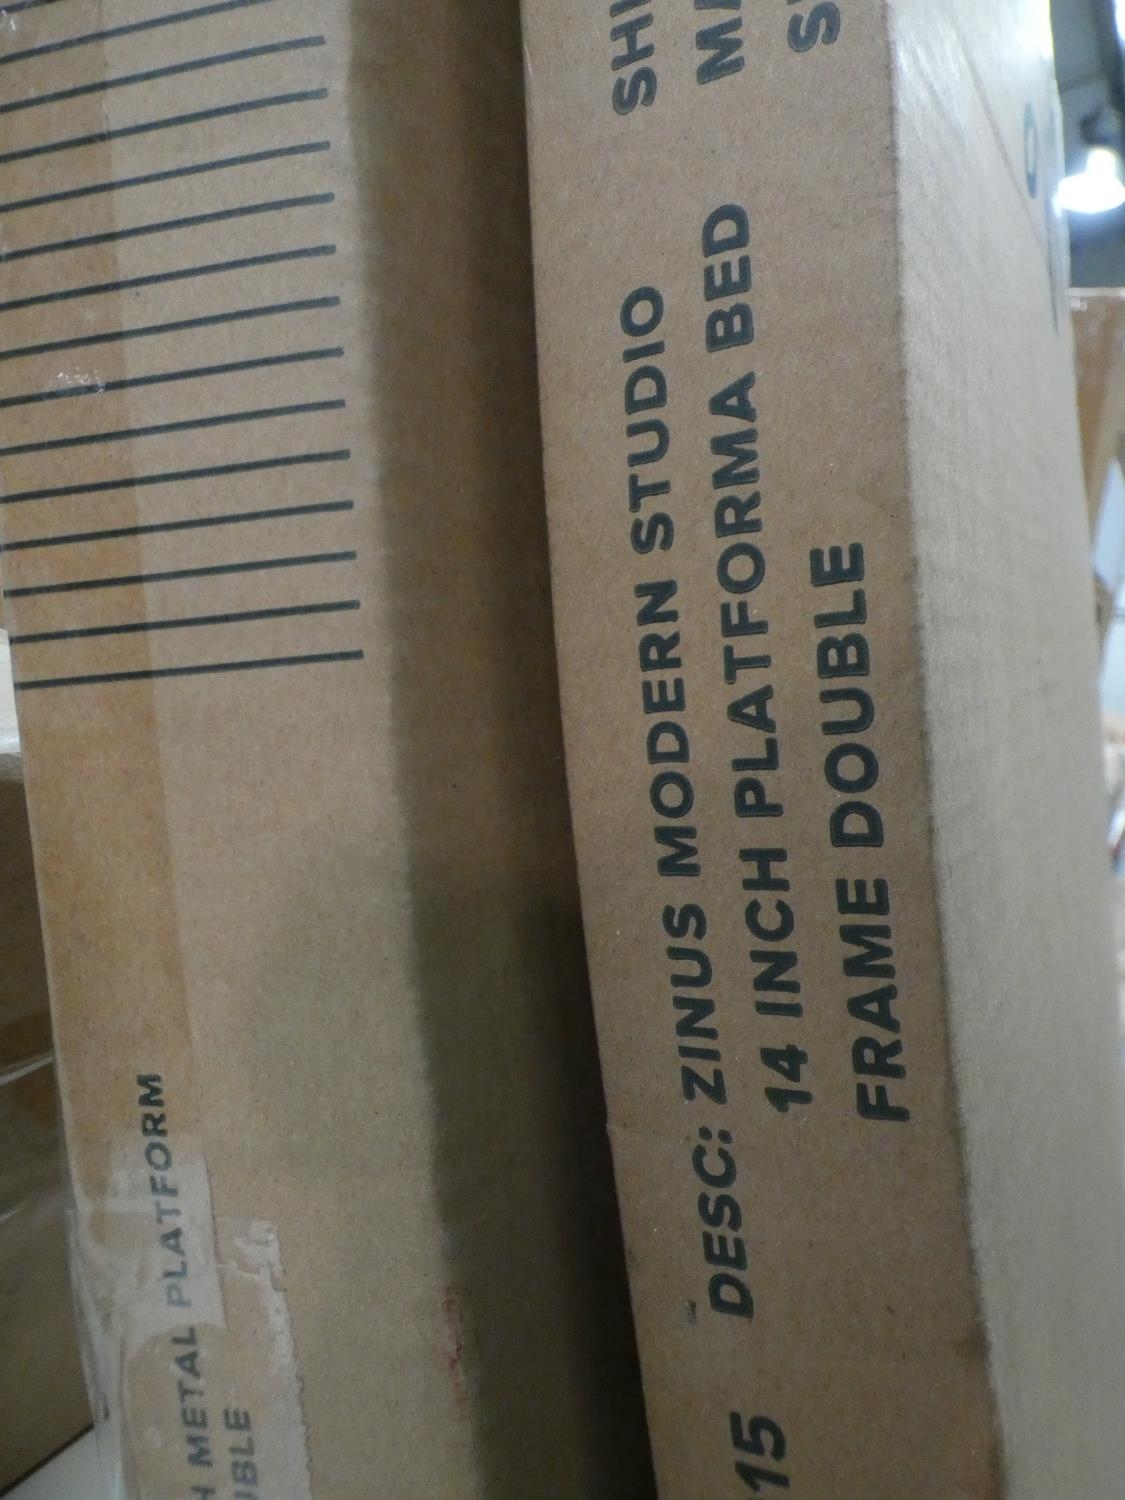 METAL PLATFORM
DESC: ZINUS MODERN STUDIO
14 INCH PLATFORMA BED
FRAME DOUBLE
15